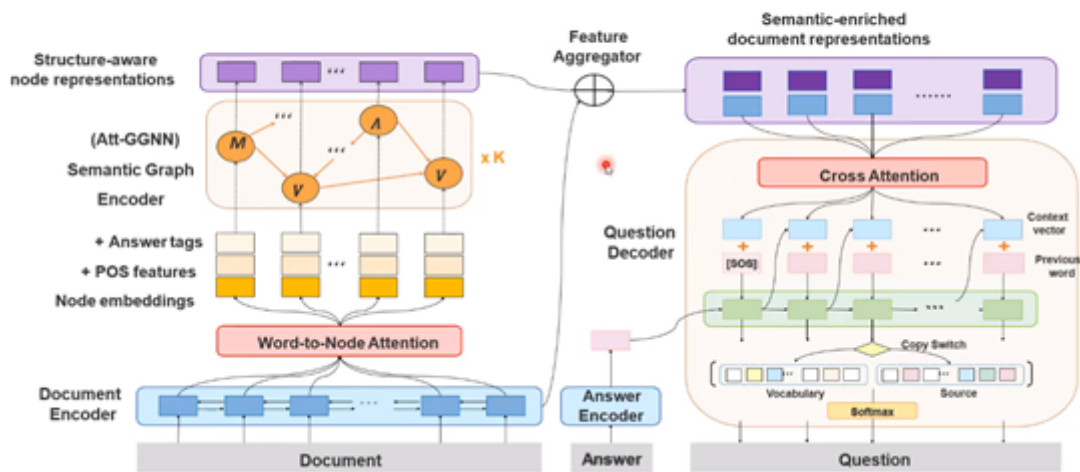 Structure-aware
node representations
Feature
Aggregator
Semantic-enriched
document representations
(Att-GGNN)
Semantic Graph
Encoder
M
V
Λ
V
x K
+ Answer tags
+ POS features
Node embeddings
Word-to-Node Attention
Document
Encoder
Document
Answer
Encoder
Answer
Question
Decoder
Cross Attention
Context
vector
[SOS]
+
+
+
+
Previous
word
Copy Switch
Vocabulary
Source
Softmax
Question